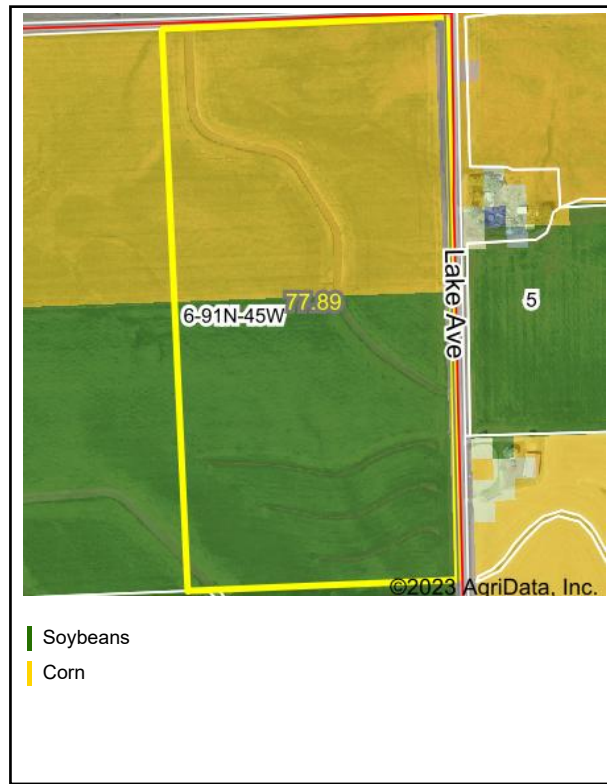 77.89
6-91N-45W
Lake Ave
5
©2023 AgriData, Inc.
Soybeans
Corn